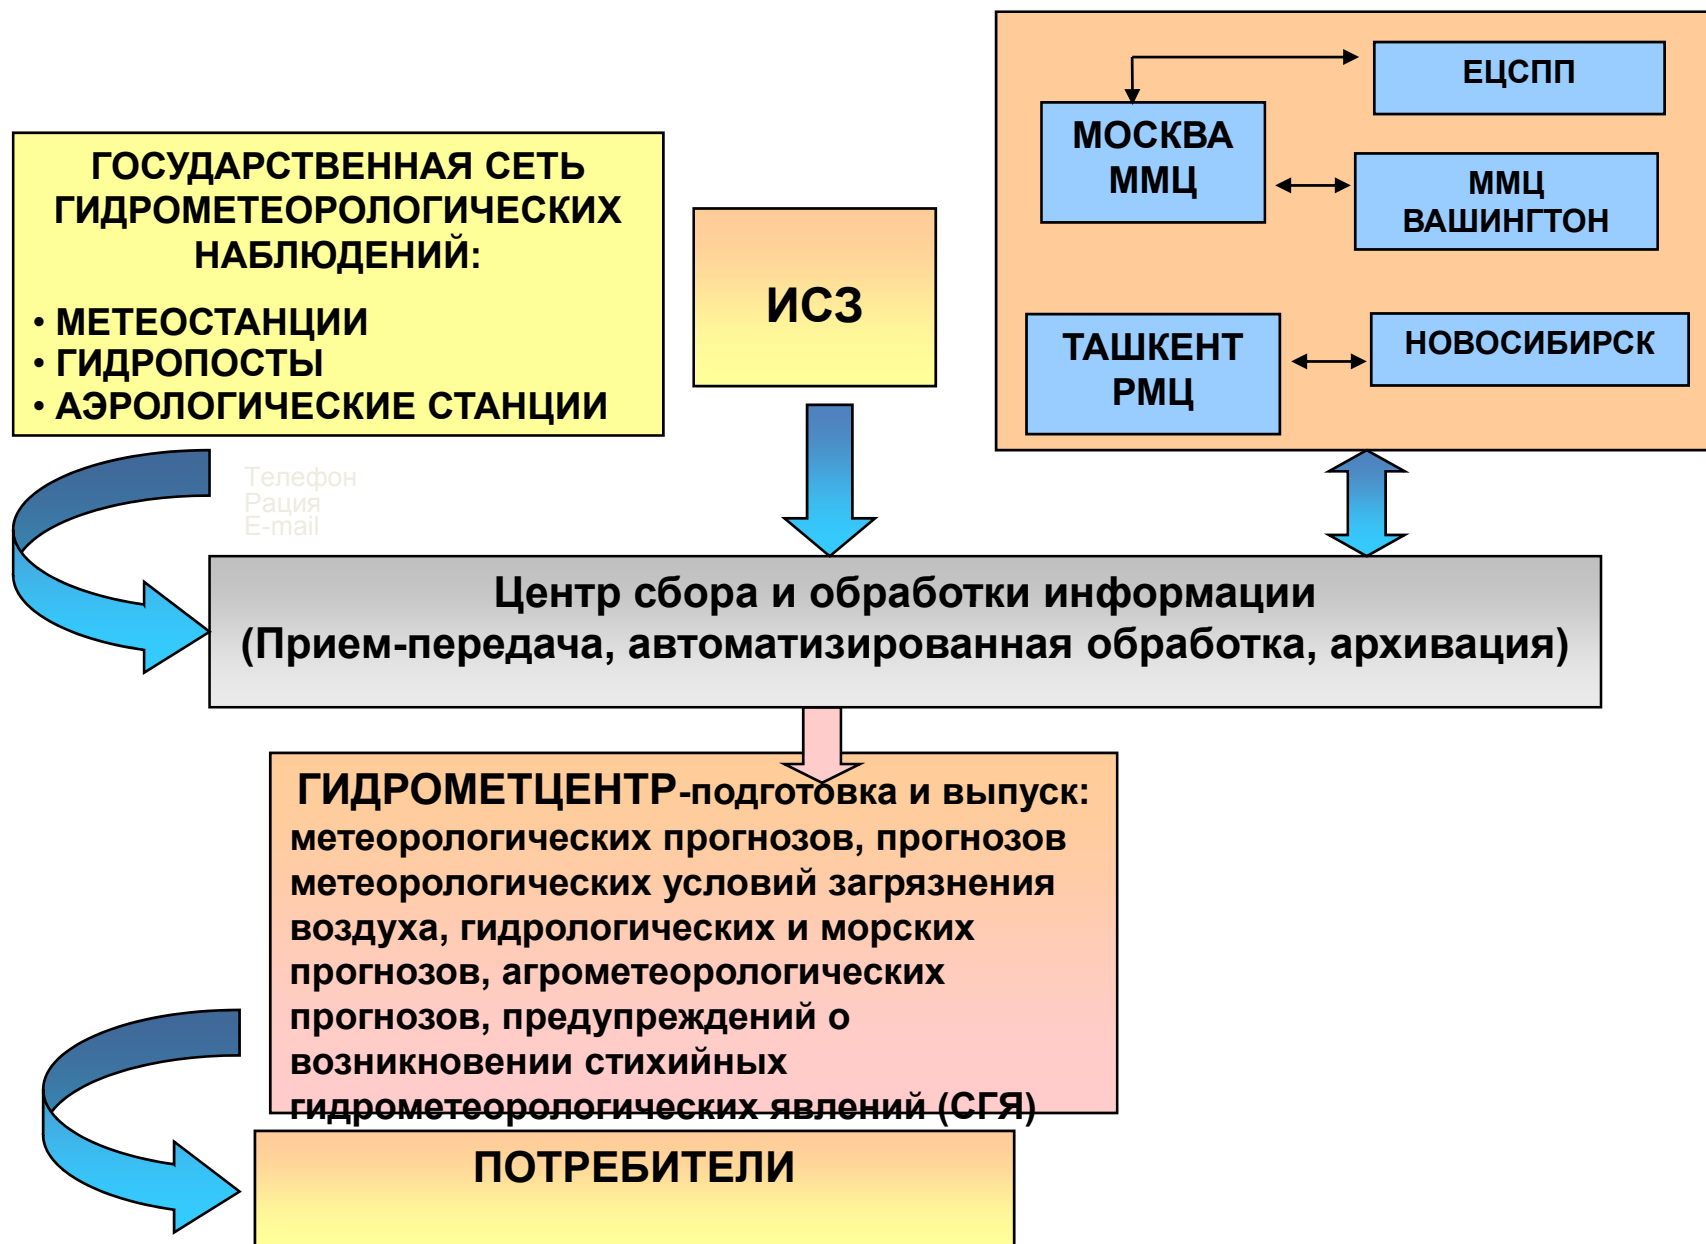 ГОСУДАРСТВЕННАЯ СЕТЬ
ГИДРОМЕТЕОРОЛОГИЧЕСКИХ
НАБЛЮДЕНИЙ:
• МЕТЕОСТАНЦИИ
• ГИДРОПОСТЫ
• АЭРОЛОГИЧЕСКИЕ СТАНЦИИ
ИСЗ
ЕЦСПП
МОСКВА
ММЦ
ММЦ
ВАШИНГТОН
ТАШКЕНТ
РМЦ
НОВОСИБИРСК
Телефон
Рация
E-mail
Центр сбора и обработки информации
(Прием-передача, автоматизированная обработка, архивация)
ГИДРОМЕТЦЕНТР-подготовка и выпуск:
метеорологических прогнозов, прогнозов
метеорологических условий загрязнения
воздуха, гидрологических и морских
прогнозов, агрометеорологических
прогнозов, предупреждений о
возникновении стихийных
гидрометеорологических явлений (СГЯ)
ПОТРЕБИТЕЛИ